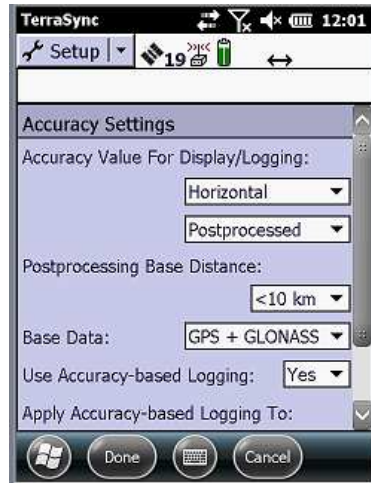 TerraSync 12:01
Setup 19
Accuracy Settings
Accuracy Value For Display/Logging:
Horizontal
Postprocessed
Postprocessing Base Distance:
<10 km
Base Data: GPS + GLONASS
Use Accuracy-based Logging: Yes
Apply Accuracy-based Logging To:
Done Cancel